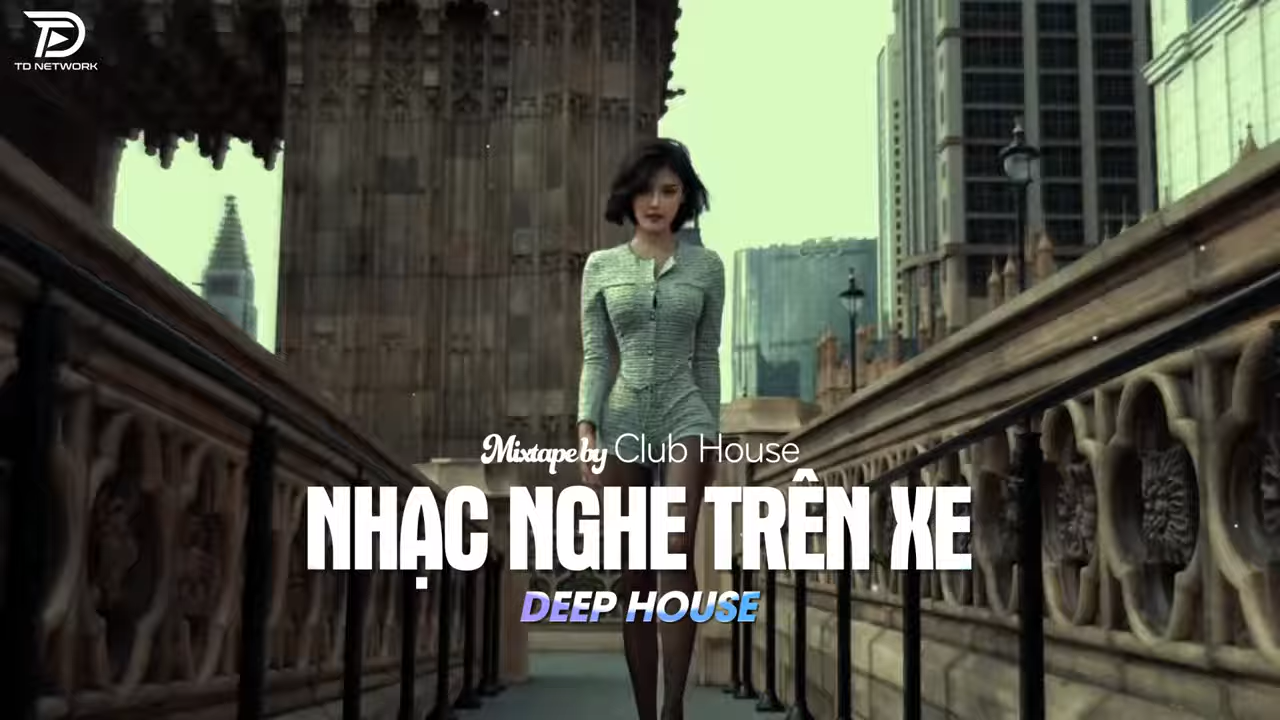 TD NETWORK
Mixtape by Club House
NHẠC NGHE TRÊN XE
DEEP HOUSE